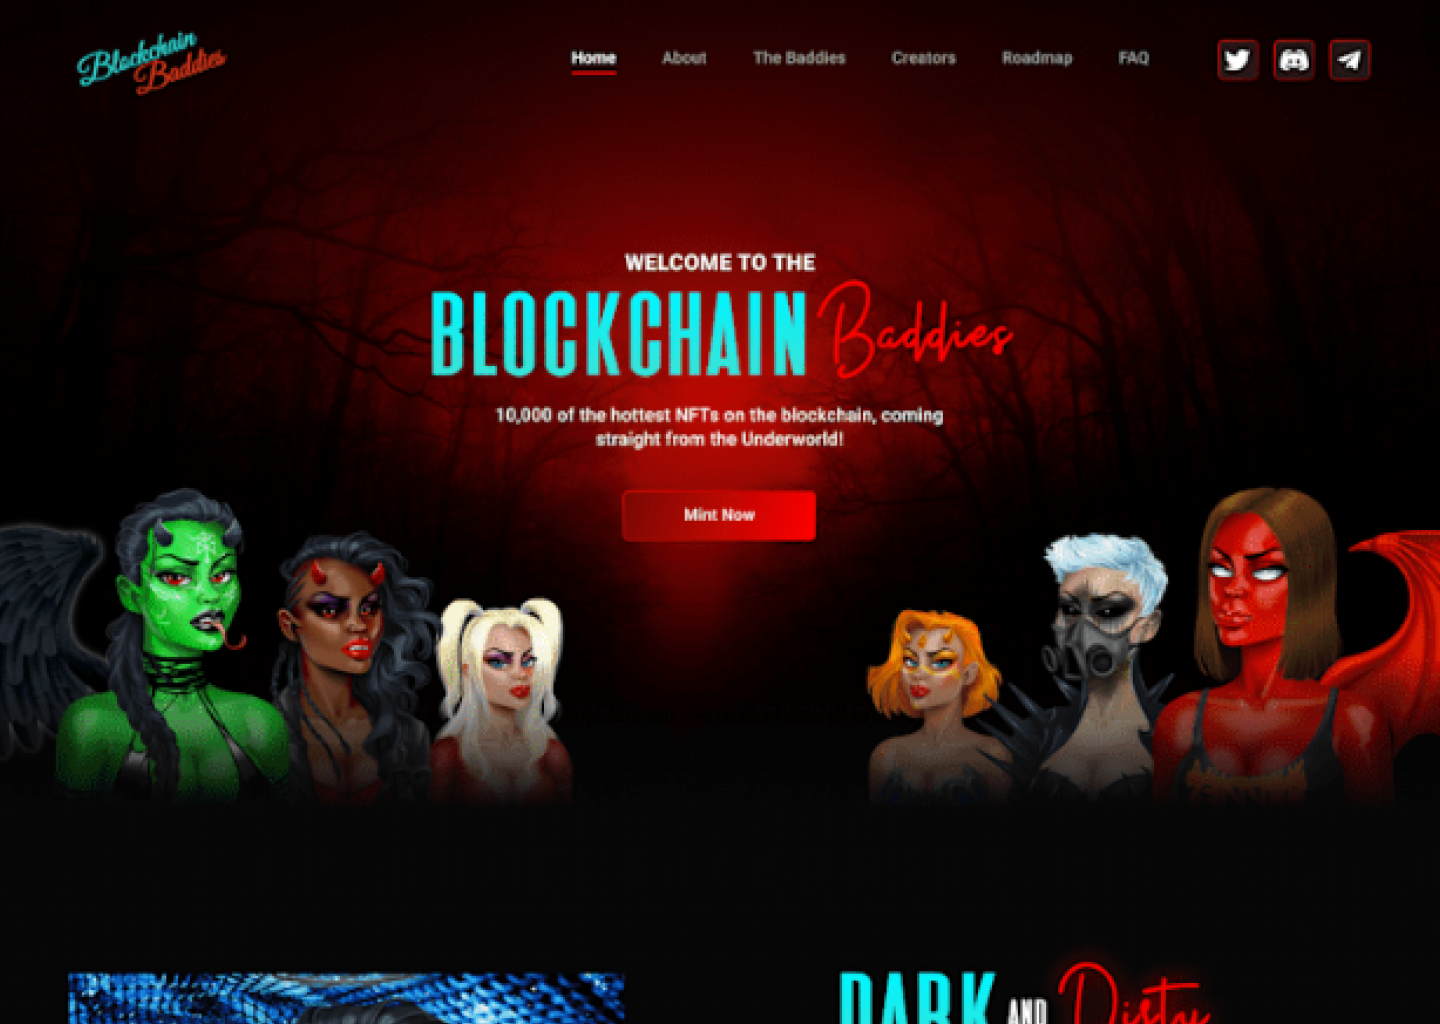 Blockchain
Baddies
Home About The Baddies Creators Roadmap FAQ
WELCOME TO THE
BLOCKCHAIN Baddies
10,000 of the hottest NFTs on the blockchain, coming
straight from the Underworld!
Mint Now
DARK AND Dirty